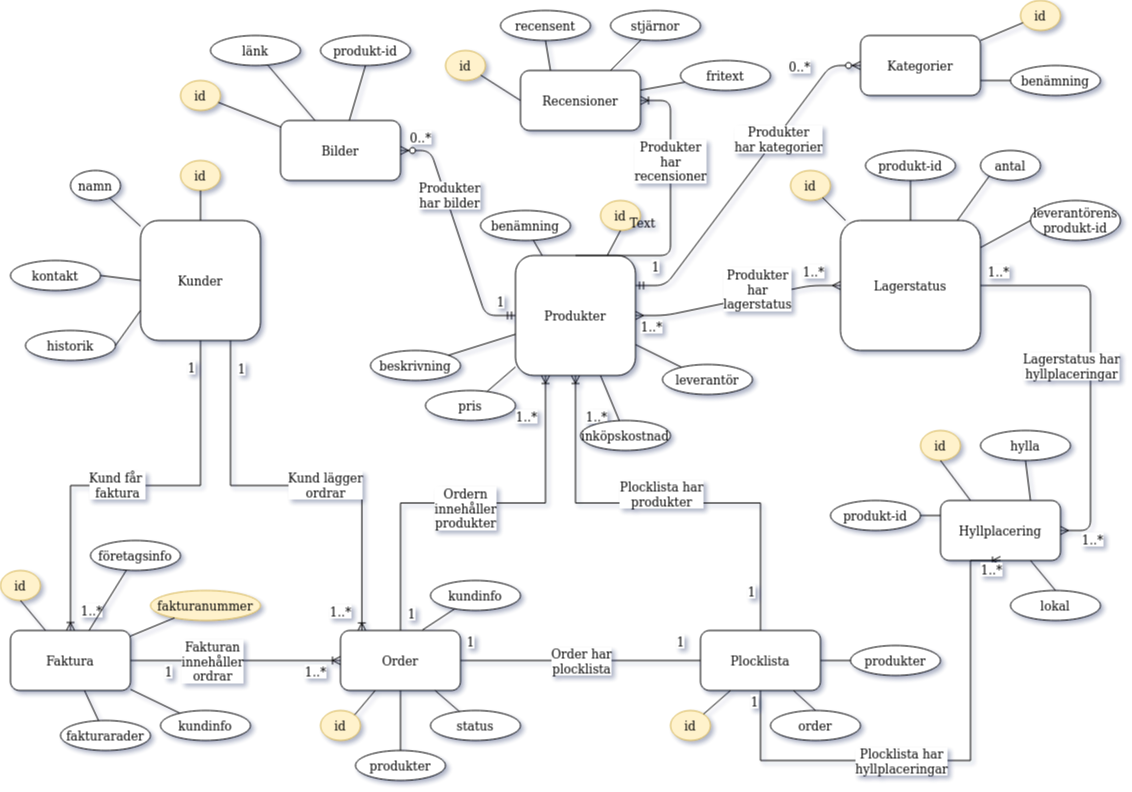 id
recensent
stjärnor
länk
produkt-id
id
fritext
0..*
Kategorier
benämning
id
Recensioner
Bilder
0..*
Produkter
har kategorier
Produkter
har
recensioner
produkt-id
antal
id
namn
id
Produkter
har bilder
id
Text
benämning
leverantörens
produkt-id
kontakt
Kunder
1
Produkter
har
lagerstatus
1..*
Lagerstatus
1..*
1
Produkter
1..*
historik
1
1
beskrivning
leverantör
Lagerstatus har
hyllplaceringar
pris
1..*
1..*
inköpskostnad
id
hylla
Kund får
faktura
Kund lägger
ordrar
Ordern
innehåller
produkter
Plocklista har
produkter
produkt-id
Hyllplacering
1..*
företagsinfo
1..*
id
fakturanummer
1..*
1..*
1
kundinfo
1
lokal
Faktura
1
Fakturan
innehåller
ordrar
1..*
Order
1
Order har
plocklista
1
Plocklista
produkter
1
fakturarader
kundinfo
id
status
id
order
produkter
Plocklista har
hyllplaceringar